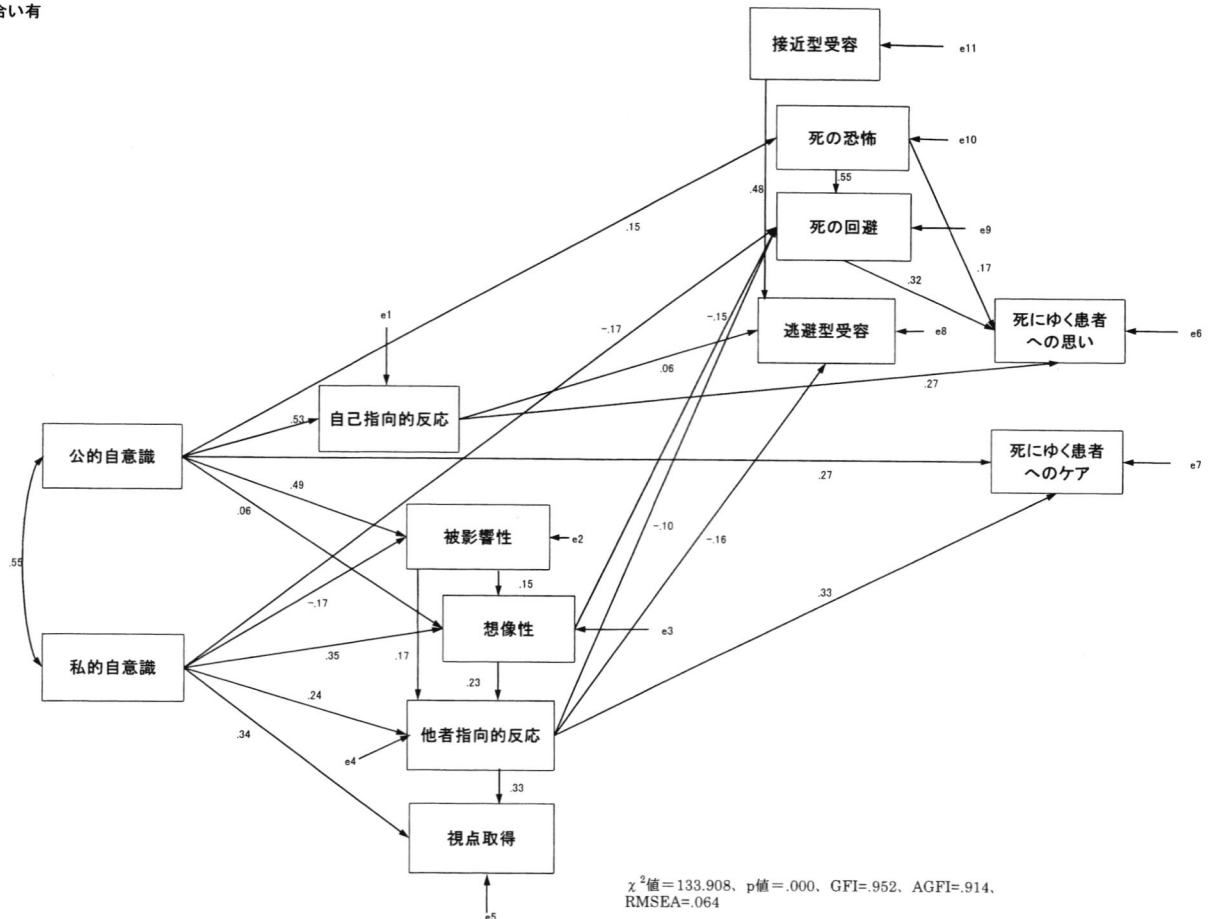 合い有
接近型受容
e11
死の恐怖
e10
.55
.48
死の回避
e9
.15
.17
.32
-.17
-.15
逃避型受容
e8
死にゆく患者
への思い
e6
e1
.06
.27
自己指向的反応
.53
公的自意識
死にゆく患者
へのケア
e7
.27
.49
.06
被影響性
e2
-.10
-.16
.55
.15
-.17
.33
想像性
e3
私的自意識
.35
.17
.23
.24
.34
他者指向的反応
e4
.33
視点取得
e5
χ²値=133.908、p値=.000、GFI=.952、AGFI=.914、
RMSEA=.064